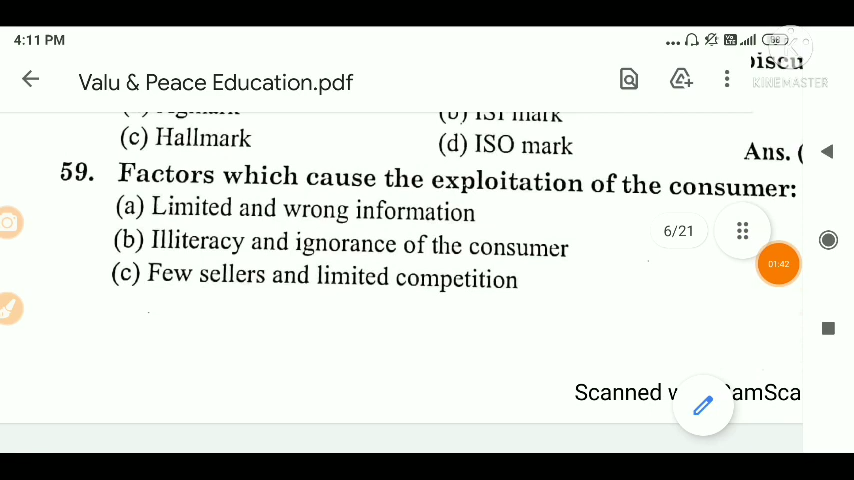 4:11 PM
Valu & Peace Education.pdf
KINEMASTER
(c) Hallmark
(d) ISO mark
Ans. (
59. Factors which cause the exploitation of the consumer:
(a) Limited and wrong information
6/21
(b) Illiteracy and ignorance of the consumer
01:42
(c) Few sellers and limited competition
Scanned